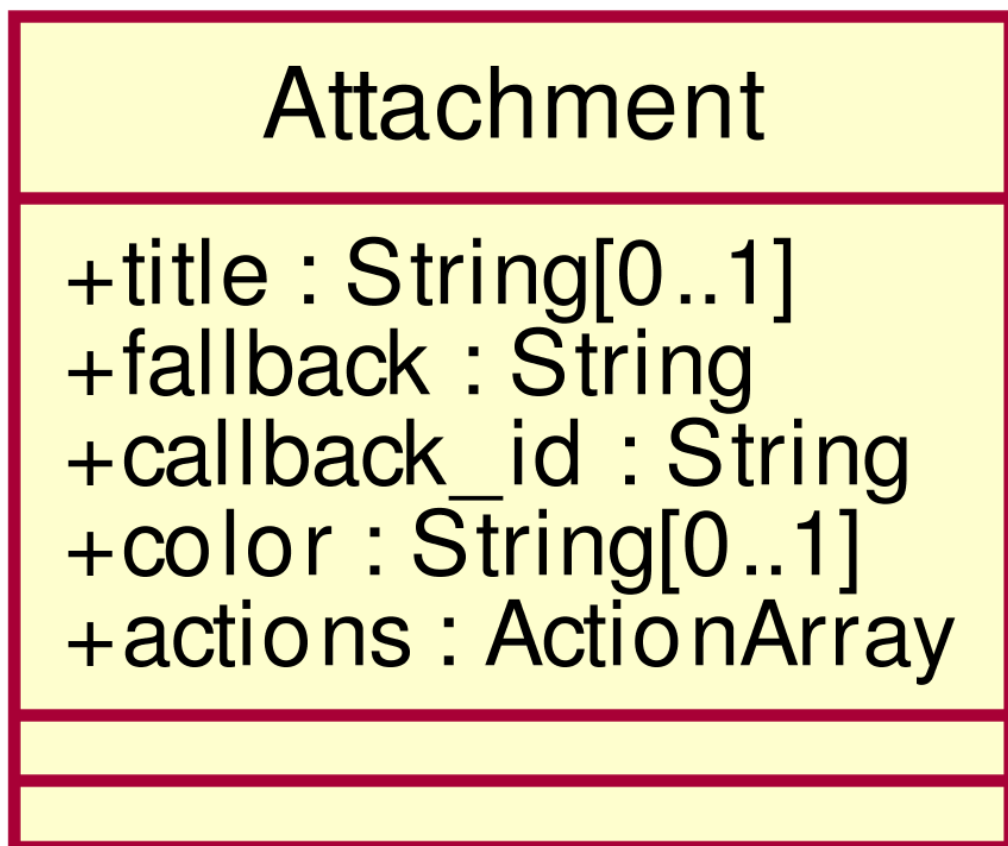 Attachment
+title : String[0..1]
+fallback : String
+callback_id : String
+color : String[0..1]
+actions : ActionArray